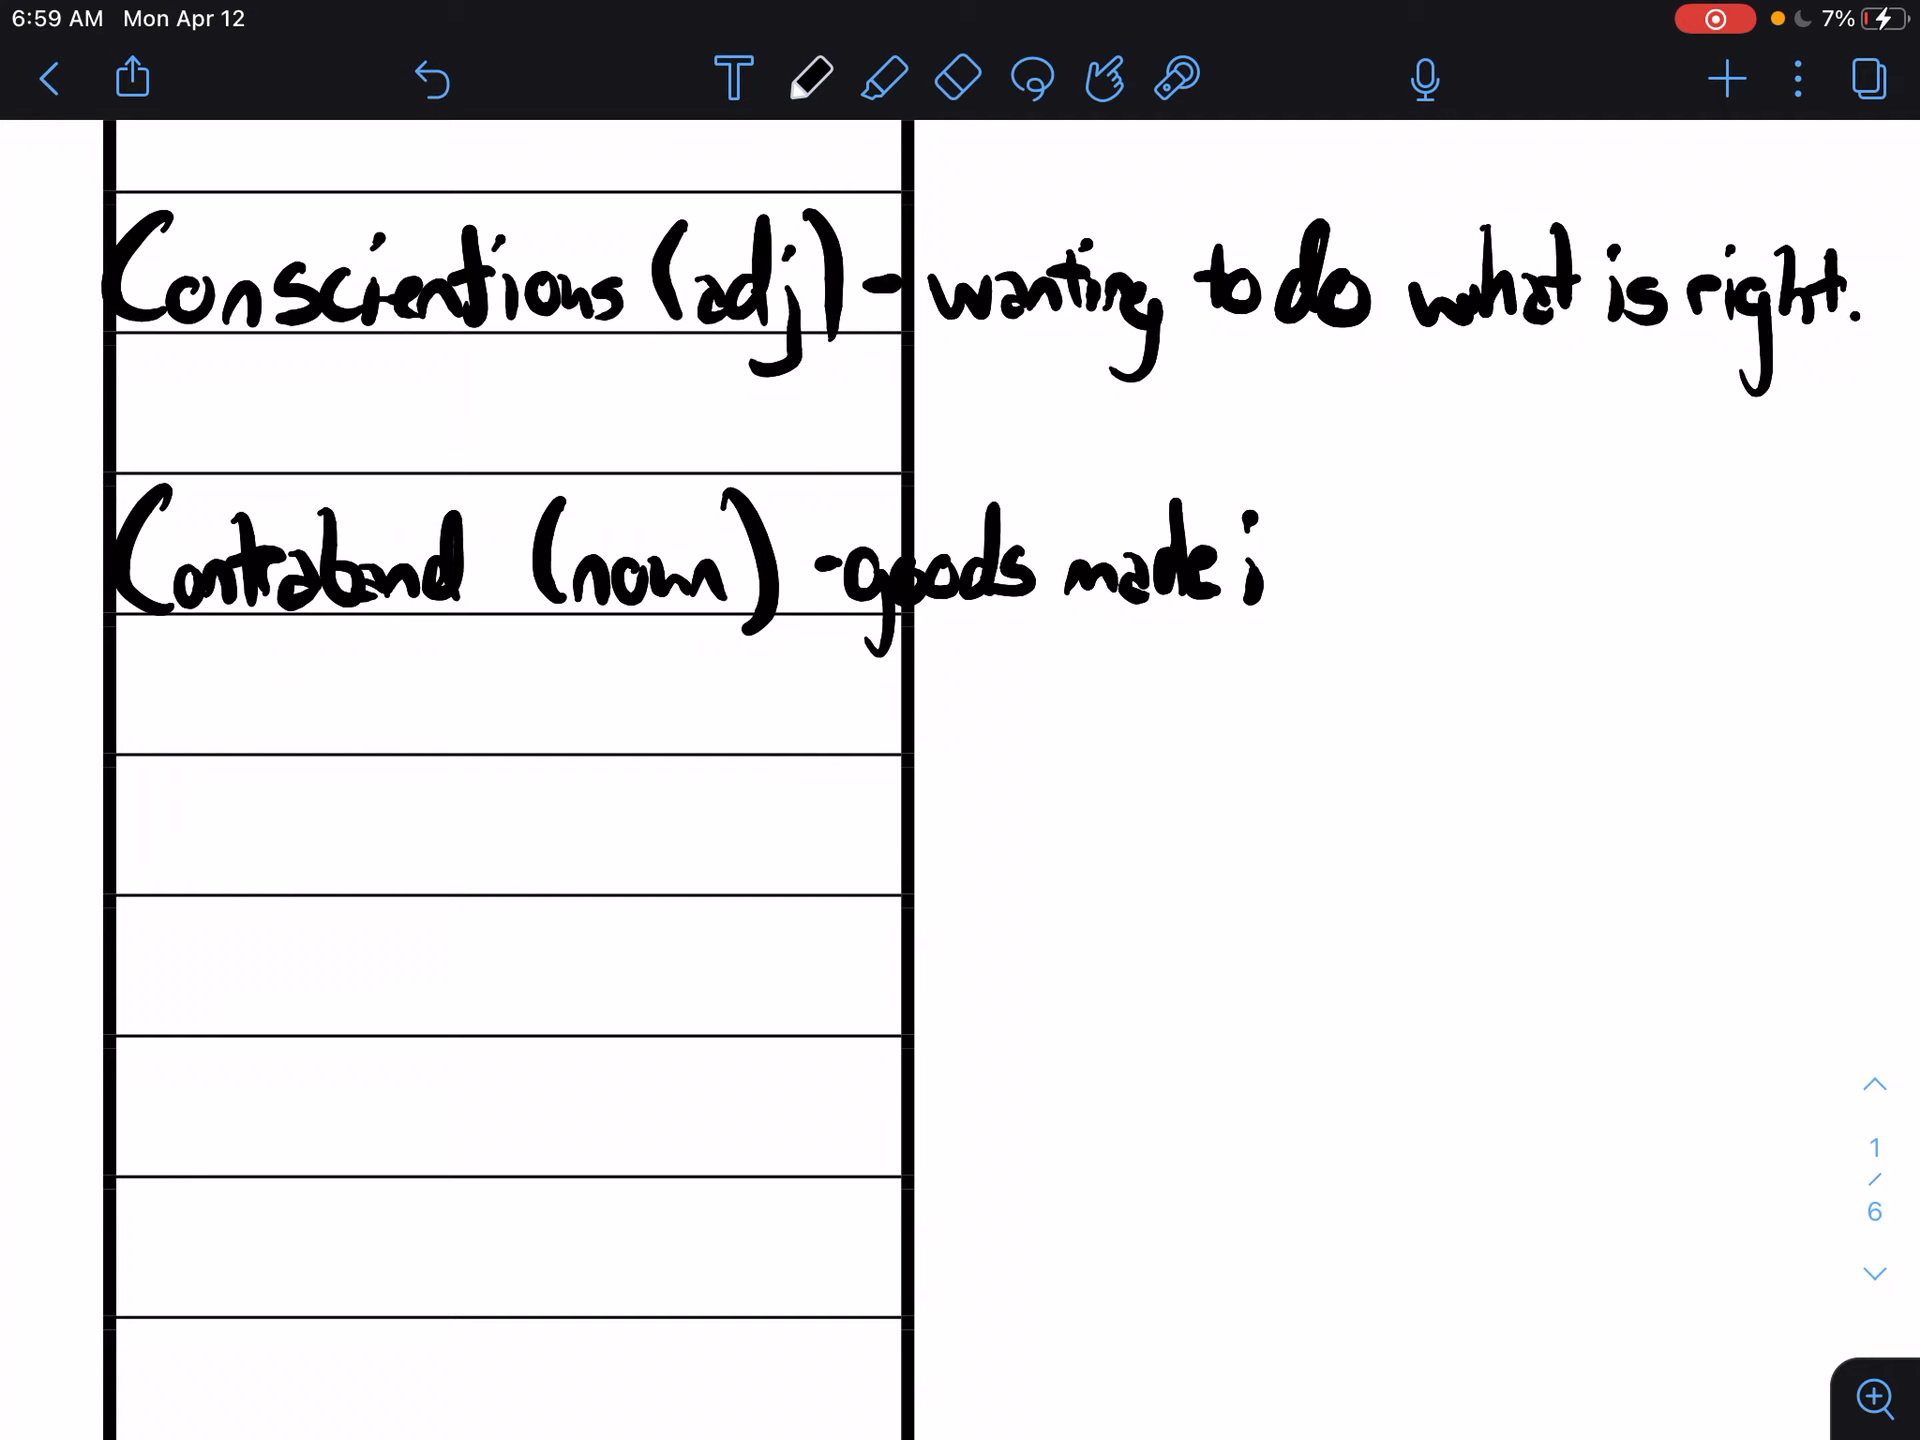 6:59 AM Mon Apr 12 7%
Conscientious (adj) - wanting to do what is right.
Contraband (noun) - goods made i
1
/
6